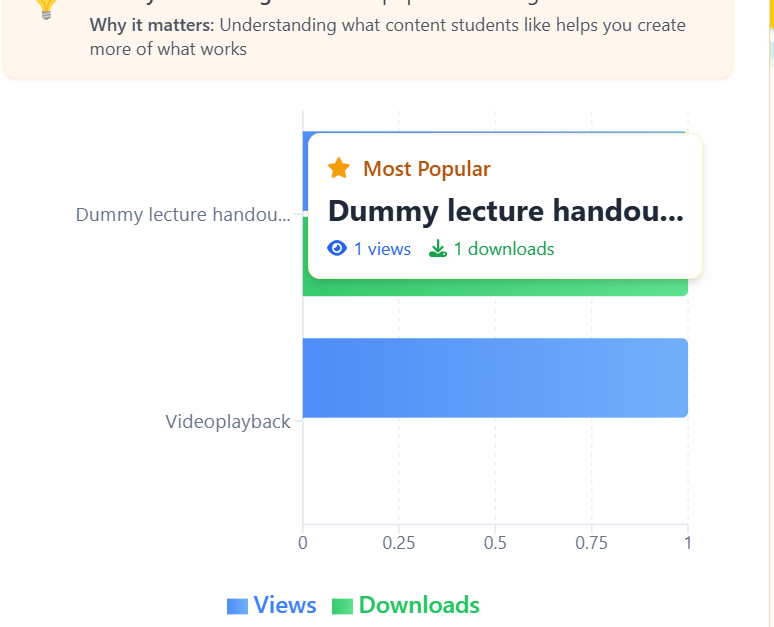 Why it matters: Understanding what content students like helps you create
more of what works
Most Popular
Dummy lecture handou...
1 views 1 downloads
Dummy lecture handou...
Videoplayback
0 0.25 0.5 0.75 1
Views Downloads